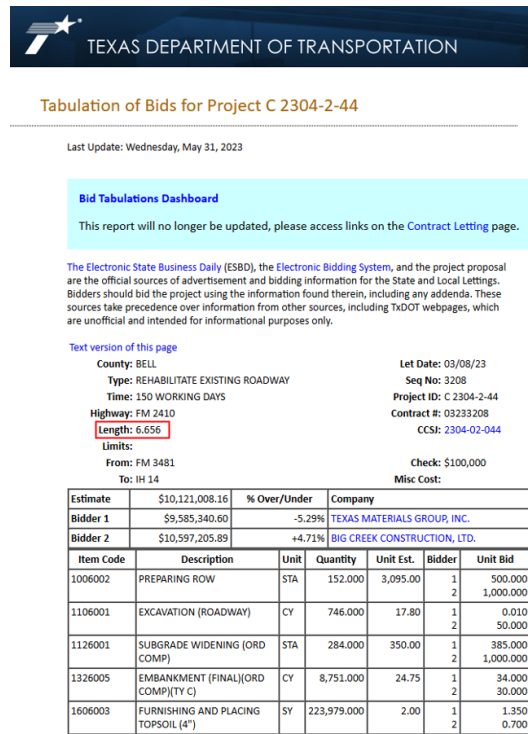 TEXAS DEPARTMENT OF TRANSPORTATION
Tabulation of Bids for Project C 2304-2-44
Last Update: Wednesday, May 31, 2023
Bid Tabulations Dashboard
This report will no longer be updated, please access links on the Contract Letting page.
The Electronic State Business Daily (ESBD), the Electronic Bidding System, and the project proposal
are the official sources of advertisement and bidding information for the State and Local Lettings.
Bidders should bid the project using the information found therein, including any addenda. These
sources take precedence over information from other sources, including TxDOT webpages, which
are unofficial and intended for informational purposes only.
Text version of this page
County: BELL Let Date: 03/08/23
Type: REHABILITATE EXISTING ROADWAY Seq No: 3208
Time: 150 WORKING DAYS Project ID: C 2304-2-44
Highway: FM 2410 Contract #: 03233208
Length: 6.656 CCSJ: 2304-02-044
Limits:
From: FM 3481 Check: $100,000
To: IH 14 Misc Cost:
Estimate $10,121,008.16 % Over/Under Company
Bidder 1 $9,585,340.60 -5.29% TEXAS MATERIALS GROUP, INC.
Bidder 2 $10,597,205.89 +4.71% BIG CREEK CONSTRUCTION, LTD.
Item Code Description Unit Quantity Unit Est. Bidder Unit Bid
1006002 PREPARING ROW STA 152.000 3,095.00 1 500.000
2 1,000.000
1106001 EXCAVATION (ROADWAY) CY 746.000 17.80 1 0.010
2 50.000
1126001 SUBGRADE WIDENING (ORD STA 284.000 350.00 1 385.000
COMP) 2 1,000.000
1326005 EMBANKMENT (FINAL)(ORD CY 8,751.000 24.75 1 34.000
COMP)(TY C) 2 30.000
1606003 FURNISHING AND PLACING SY 223,979.000 2.00 1 1.350
TOPSOIL (4") 2 0.700